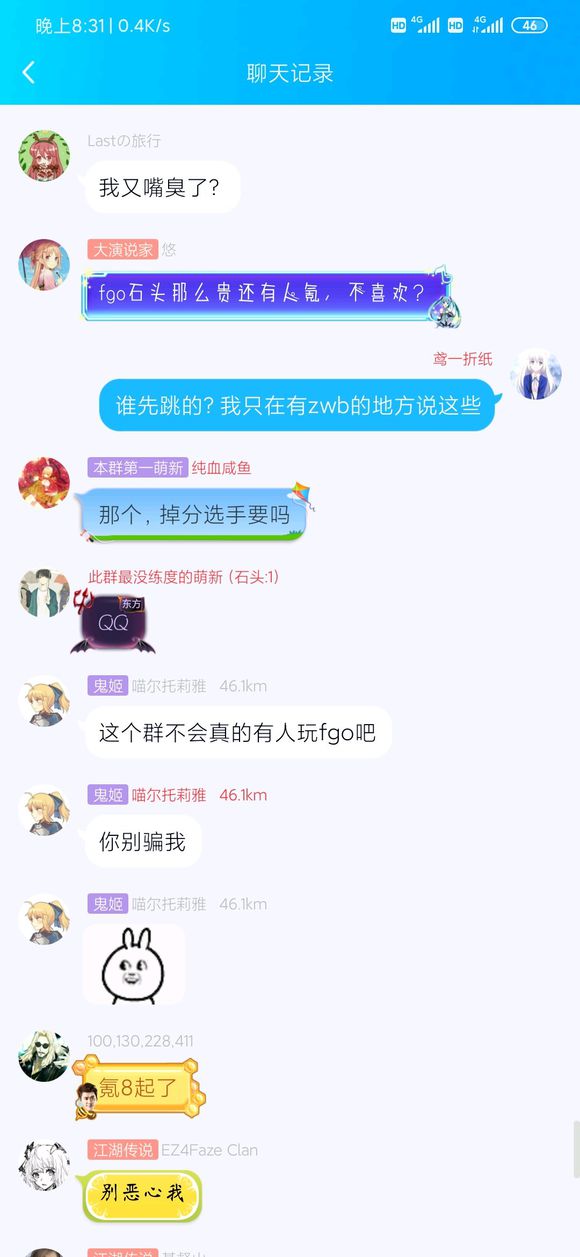 晚上8:31 | 0.4K/s
HD 4G HD 4G 46
聊天记录
Lastの旅行
我又嘴臭了？
大演说家 悠
fgo石头那么贵还有人氪，不喜欢？
鸢一折纸
谁先跳的？我只在有zwb的地方说这些
本群第一萌新 纯血咸鱼
那个，掉分选手要吗
此群最没练度的萌新（石头:1）
东方
QQ
鬼姬 喵尔托莉雅 46.1km
这个群不会真的有人玩fgo吧
鬼姬 喵尔托莉雅 46.1km
你别骗我
鬼姬 喵尔托莉雅 46.1km
100,130,228,411
氪8起了
江湖传说 EZ4Faze Clan
别恶心我
江湖传说